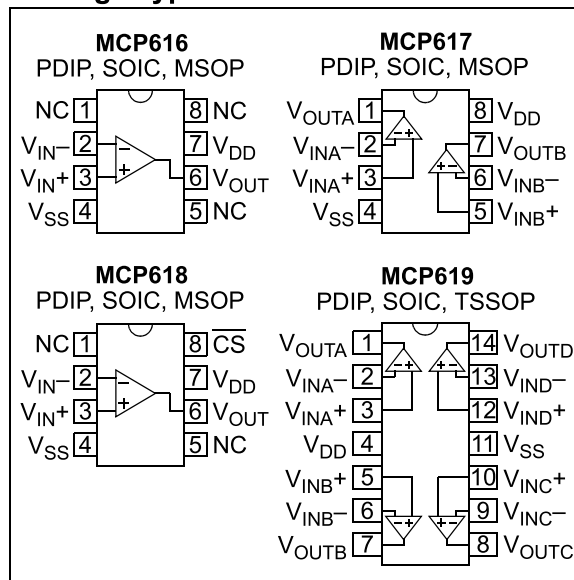 MCP616
PDIP, SOIC, MSOP
NC 1
8 NC
VIN– 2
7 VDD
VIN+ 3
6 VOUT
VSS 4
5 NC
– +
MCP617
PDIP, SOIC, MSOP
VOUTA 1
8 VDD
VINA– 2
7 VOUTB
VINA+ 3
6 VINB–
VSS 4
5 VINB+
– +
+ –
MCP618
PDIP, SOIC, MSOP
NC 1
8 C̅S̅
VIN– 2
7 VDD
VIN+ 3
6 VOUT
VSS 4
5 NC
– +
MCP619
PDIP, SOIC, TSSOP
VOUTA 1
14 VOUTD
VINA– 2
13 VIND–
VINA+ 3
12 VIND+
VDD 4
11 VSS
VINB+ 5
10 VINC+
VINB– 6
9 VINC–
VOUTB 7
8 VOUTC
– +
+ –
– +
+ –